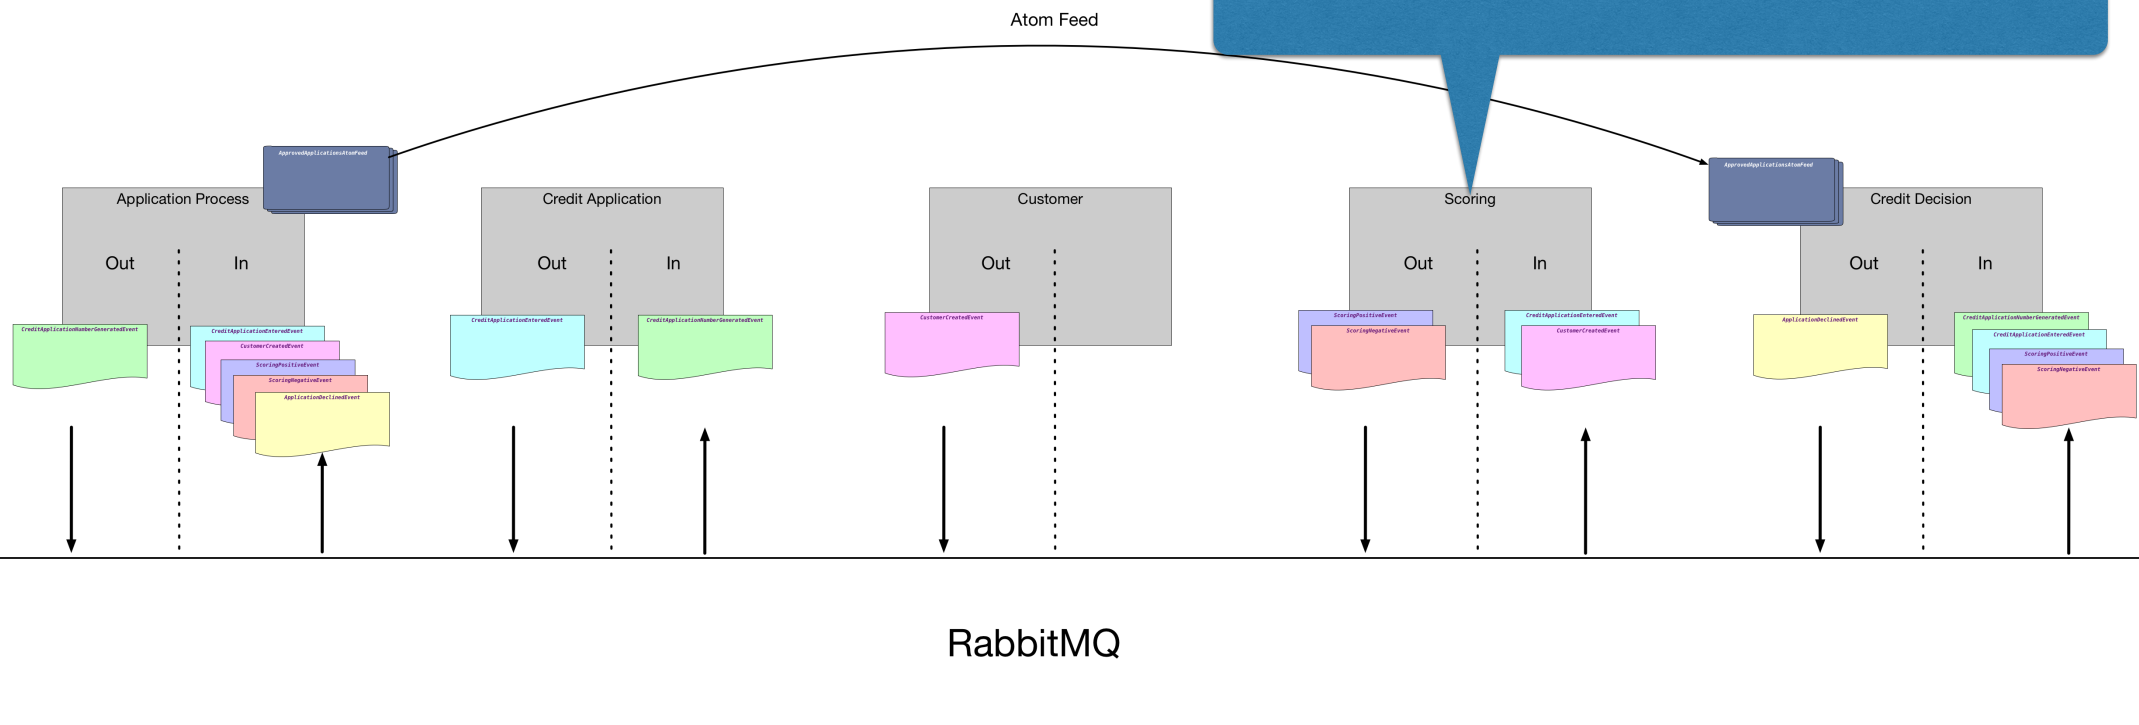 Atom Feed
ApprovedApplicationsAtomFeed
ApprovedApplicationsAtomFeed
Application Process
Credit Application
Customer
Scoring
Credit Decision
Out
In
Out
In
Out
Out
In
Out
In
CreditApplicationNumberGeneratedEvent
CreditApplicationEnteredEvent
CustomerCreatedEvent
ScoringPositiveEvent
ScoringNegativeEvent
ApplicationDeclinedEvent
CreditApplicationEnteredEvent
CreditApplicationNumberGeneratedEvent
CustomerCreatedEvent
ScoringPositiveEvent
ScoringNegativeEvent
CreditApplicationEnteredEvent
CustomerCreatedEvent
ApplicationDeclinedEvent
CreditApplicationNumberGeneratedEvent
CreditApplicationEnteredEvent
ScoringPositiveEvent
ScoringNegativeEvent
RabbitMQ